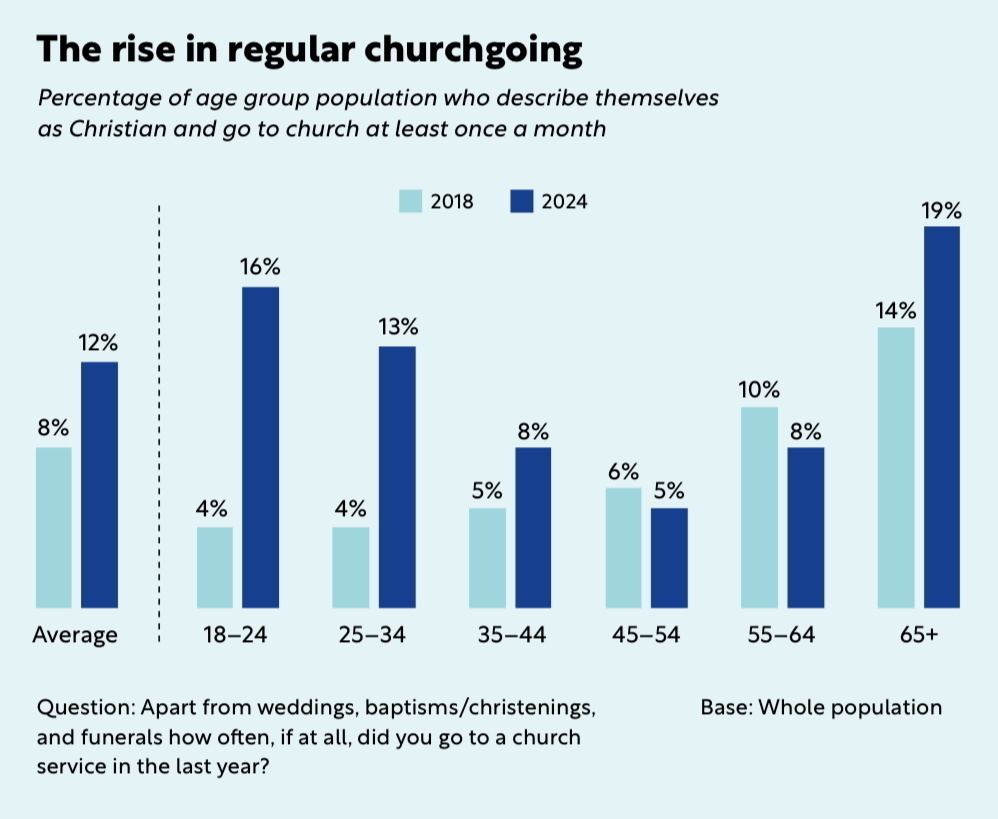 The rise in regular churchgoing
Percentage of age group population who describe themselves
as Christian and go to church at least once a month
2018 2024
8%
12%
4%
16%
4%
13%
5%
8%
6%
5%
10%
8%
14%
19%
Average 18–24 25–34 35–44 45–54 55–64 65+
Question: Apart from weddings, baptisms/christenings,
and funerals how often, if at all, did you go to a church
service in the last year?
Base: Whole population